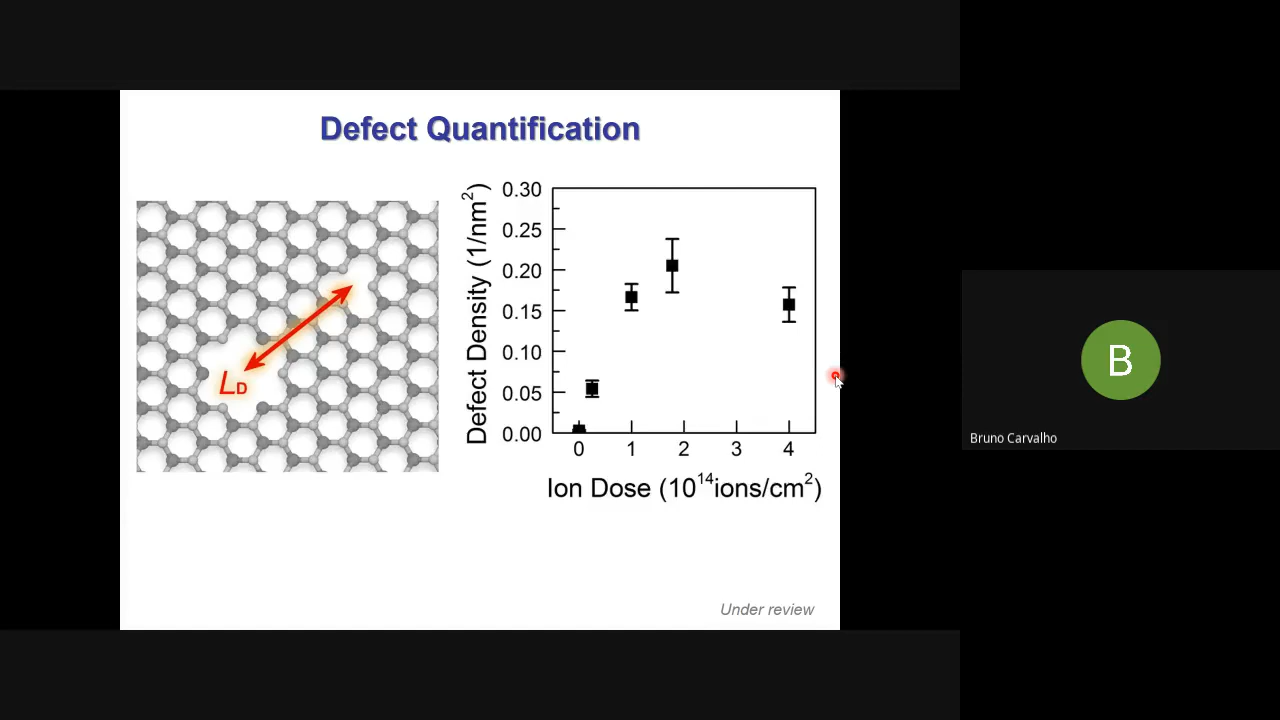 Defect Quantification
L_D
Defect Density (1/nm²)
0.30
0.25
0.20
0.15
0.10
0.05
0.00
0 1 2 3 4
Ion Dose (10¹⁴ions/cm²)
Under review
B
Bruno Carvalho